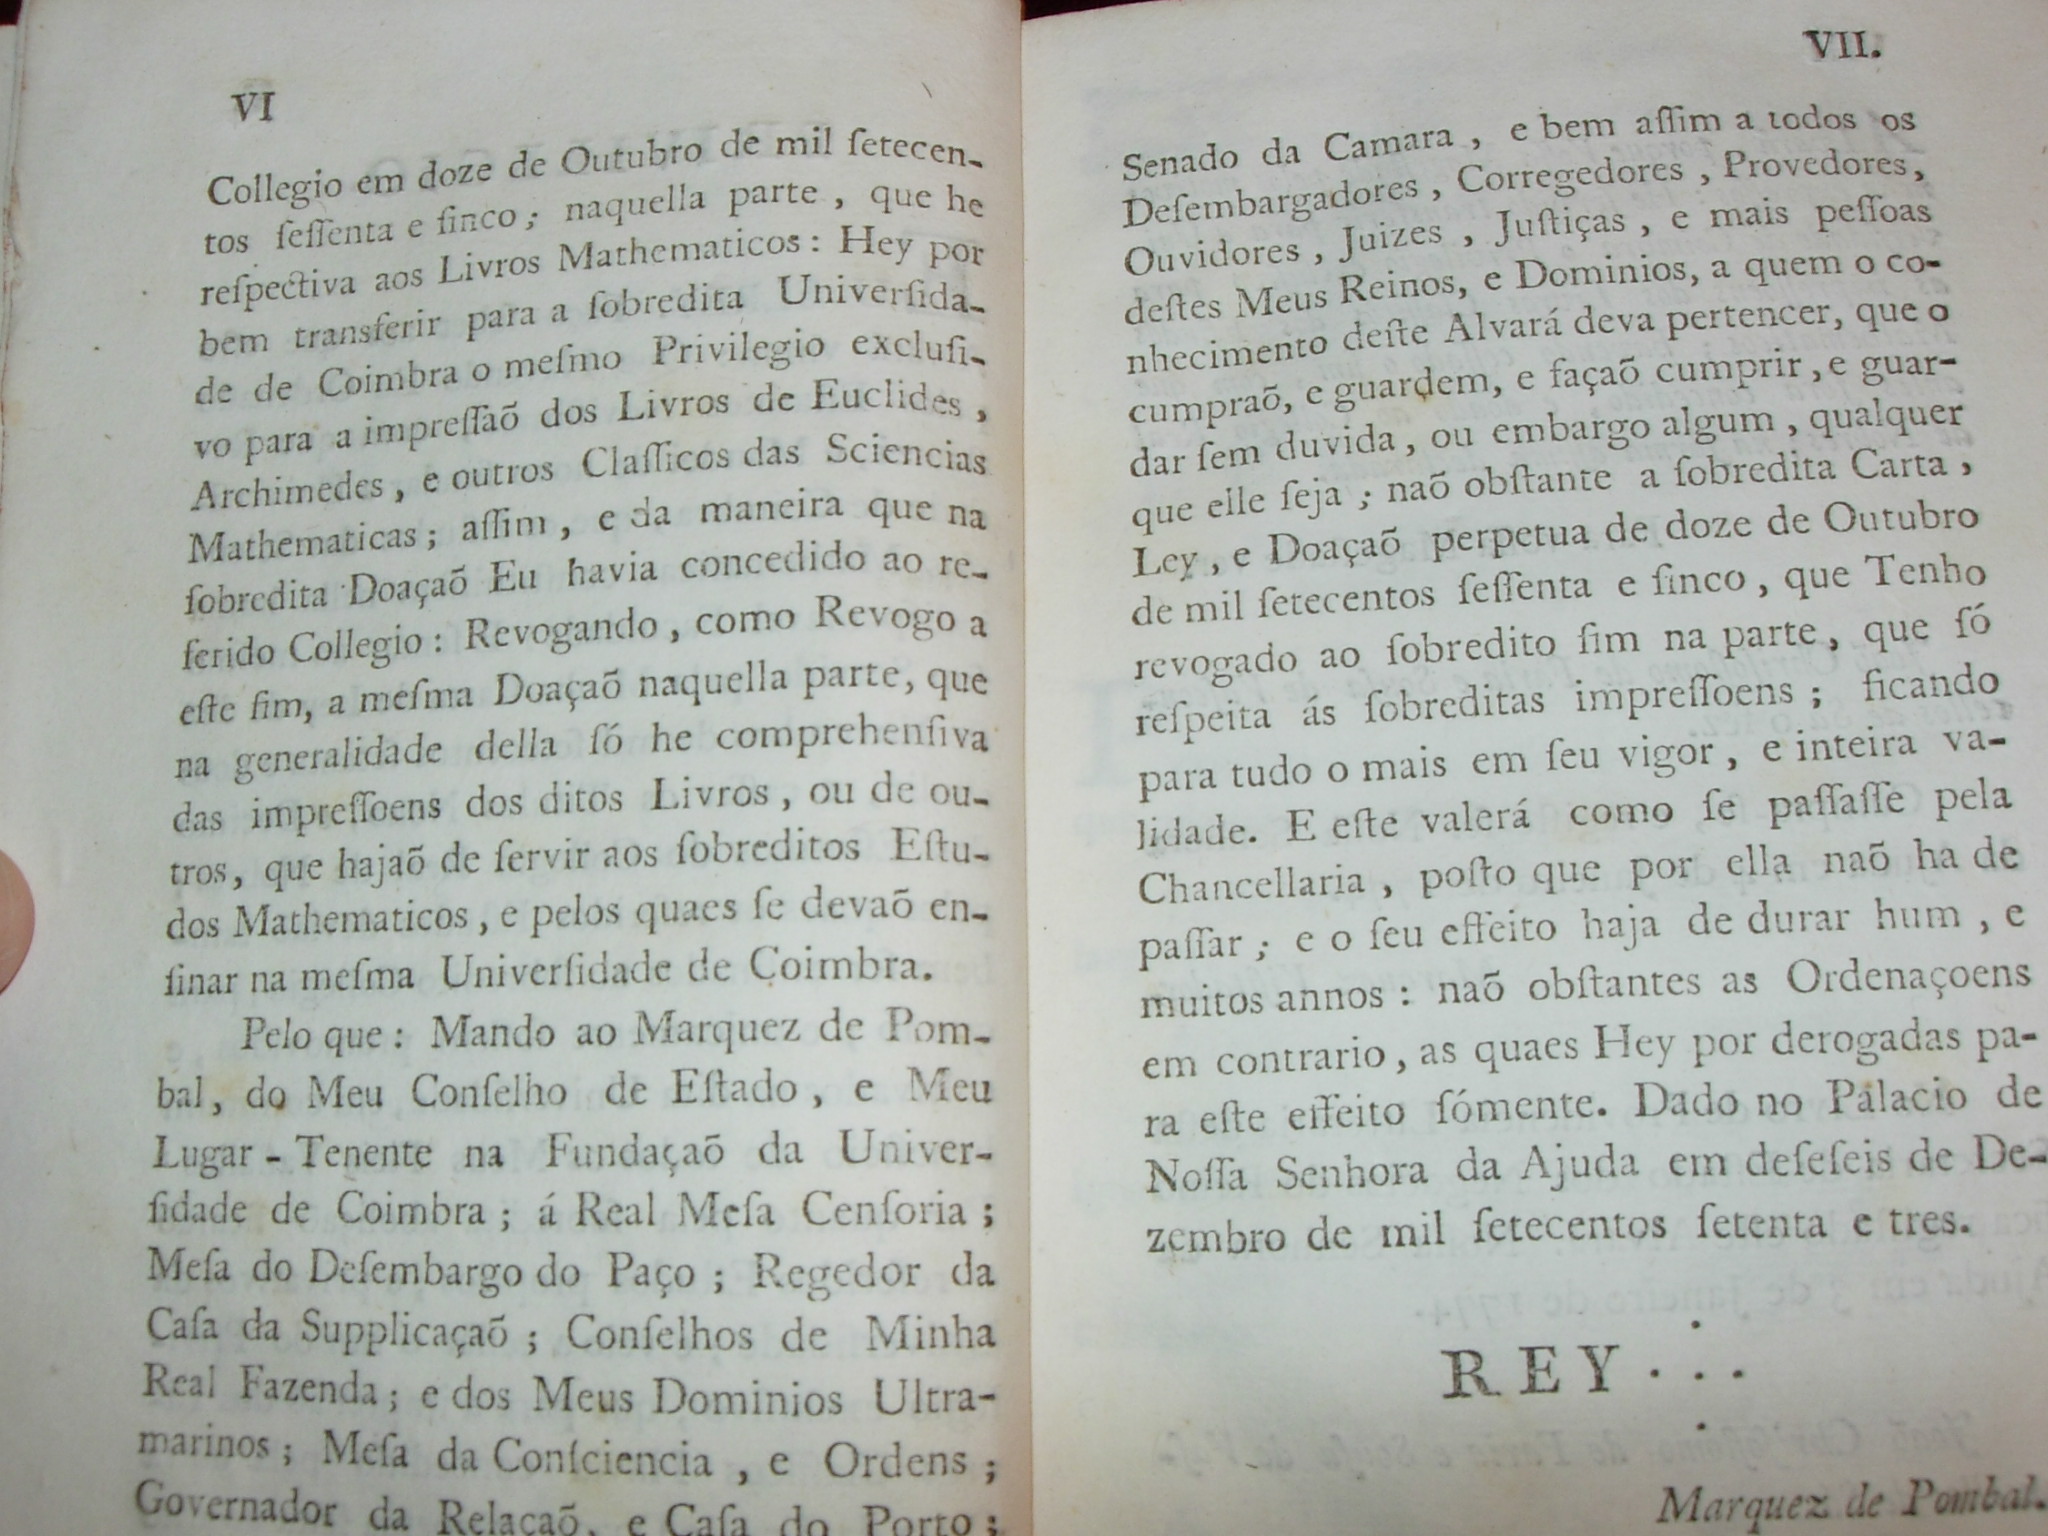 VI
Collegio em doze de Outubro de mil ſetecen-
tos ſeſſenta e ſinco; naquella parte, que he
reſpectiva aos Livros Mathematicos: Hey por
bem transferir para a ſobredita Univerſida-
de de Coimbra o meſmo Privilegio excluſi-
vo para a impreſſaõ dos Livros de Euclides,
Archimedes, e outros Claſſicos das Sciencias
Mathematicas; aſſim, e da maneira que na
ſobredita Doaçaõ Eu havia concedido ao re-
ferido Collegio: Revogando, como Revogo a
eſte fim, a meſma Doaçaõ naquella parte, que
na generalidade della ſó he comprehenſiva
das impreſſoens dos ditos Livros, ou de ou-
tros, que hajaõ de ſervir aos ſobreditos Eſtu-
dos Mathematicos, e pelos quaes ſe devaõ en-
ſinar na meſma Univerſidade de Coimbra.
Pelo que: Mando ao Marquez de Pom-
bal, do Meu Conſelho de Eſtado, e Meu
Lugar-Tenente na Fundaçaõ da Univer-
ſidade de Coimbra; á Real Meſa Cenſoria;
Meſa do Deſembargo do Paço; Regedor da
Caſa da Supplicaçaõ; Conſelhos de Minha
Real Fazenda; e dos Meus Dominios Ultra-
marinos; Meſa da Conſciencia, e Ordens;
Governador da Relaçaõ, e Caſa do Porto;
VII.
Senado da Camara, e bem aſſim a todos os
Deſembargadores, Corregedores, Provedores,
Ouvidores, Juizes, Juſtiças, e mais peſſoas
deſtes Meus Reinos, e Dominios, a quem o co-
nhecimento deſte Alvará deva pertencer, que o
cumpraõ, e guardem, e façaõ cumprir, e guar-
dar ſem duvida, ou embargo algum, qualquer
que elle ſeja; naõ obſtante a ſobredita Carta,
Ley, e Doaçaõ perpetua de doze de Outubro
de mil ſetecentos ſeſſenta e ſinco, que Tenho
revogado ao ſobredito fim na parte, que ſó
reſpeita ás ſobreditas impreſſoens; ficando
para tudo o mais em ſeu vigor, e inteira va-
lidade. E eſte valerá como ſe paſſaſſe pela
Chancellaria, poſto que por ella naõ ha de
paſſar; e o ſeu effeito haja de durar hum, e
muitos annos: naõ obſtantes as Ordenaçoens
em contrario, as quaes Hey por derogadas pa-
ra eſte effeito ſómente. Dado no Palacio de
Noſſa Senhora da Ajuda em deſeſeis de De-
zembro de mil ſetecentos ſetenta e tres.
REY...
Marquez de Pombal.